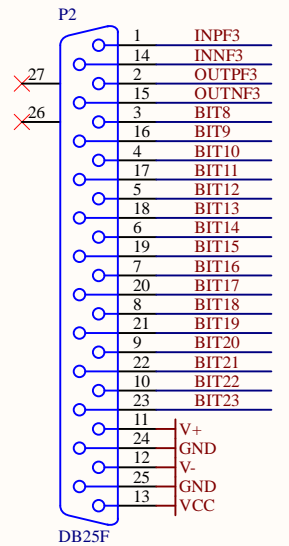 P2
1 INPF3
14 INNF3
27 2 OUTPF3
15 OUTNF3
26 3 BIT8
16 BIT9
4 BIT10
17 BIT11
5 BIT12
18 BIT13
6 BIT14
19 BIT15
7 BIT16
20 BIT17
8 BIT18
21 BIT19
9 BIT20
22 BIT21
10 BIT22
23 BIT23
11 V+
24 GND
12 V-
25 GND
13 VCC
DB25F